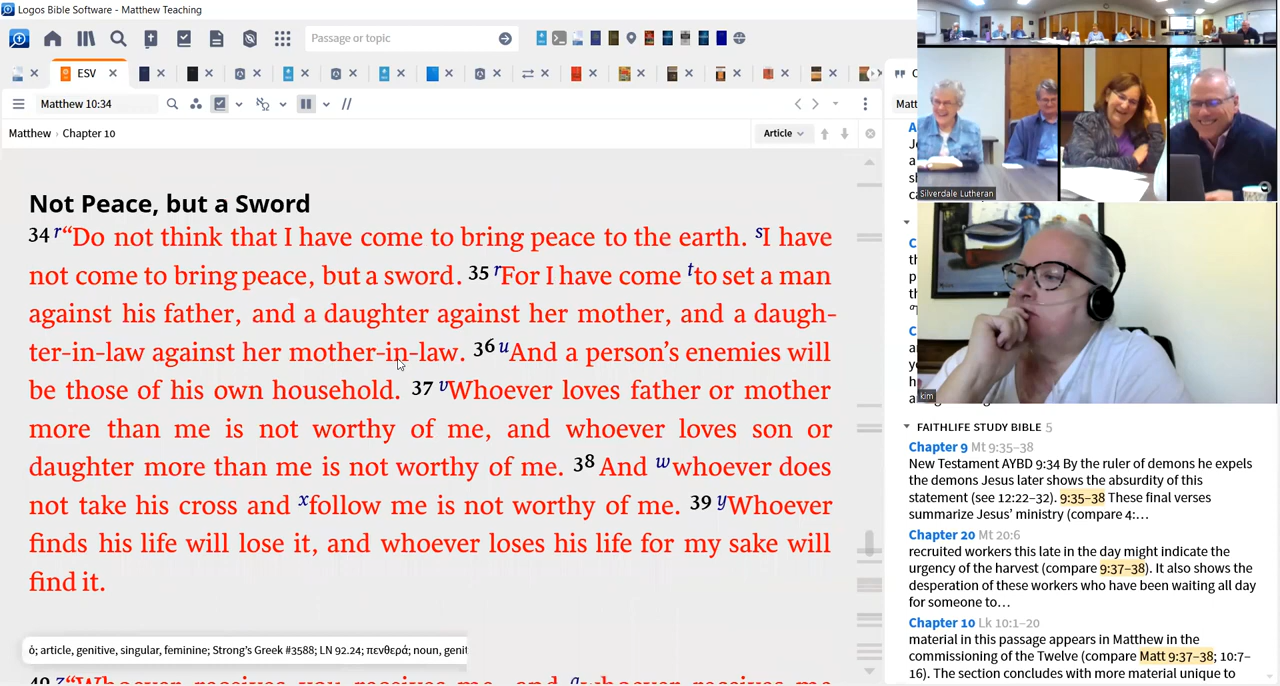 Logos Bible Software - Matthew Teaching
Passage or topic
ESV
Matthew 10:34
Matthew › Chapter 10
Article
Not Peace, but a Sword
34 r“Do not think that I have come to bring peace to the earth. sI have
not come to bring peace, but a sword. 35 rFor I have come tto set a man
against his father, and a daughter against her mother, and a daugh-
ter-in-law against her mother-in-law. 36 uAnd a person’s enemies will
be those of his own household. 37 vWhoever loves father or mother
more than me is not worthy of me, and whoever loves son or
daughter more than me is not worthy of me. 38 And wwhoever does
not take his cross and xfollow me is not worthy of me. 39 yWhoever
finds his life will lose it, and whoever loses his life for my sake will
find it.
ὁ; article, genitive, singular, feminine; Strong’s Greek #3588; LN 92.24; πενθερά; noun, genit
40 z“Whoever receives you receives me, and awhoever receives me
Silverdale Lutheran
kim
Matt
FAITHLIFE STUDY BIBLE 5
Chapter 9 Mt 9:35–38
New Testament AYBD 9:34 By the ruler of demons he expels
the demons Jesus later shows the absurdity of this
statement (see 12:22–32). 9:35–38 These final verses
summarize Jesus’ ministry (compare 4:…
Chapter 20 Mt 20:6
recruited workers this late in the day might indicate the
urgency of the harvest (compare 9:37–38). It also shows the
desperation of these workers who have been waiting all day
for someone to…
Chapter 10 Lk 10:1–20
material in this passage appears in Matthew in the
commissioning of the Twelve (compare Matt 9:37–38; 10:7–
16). The section concludes with more material unique to